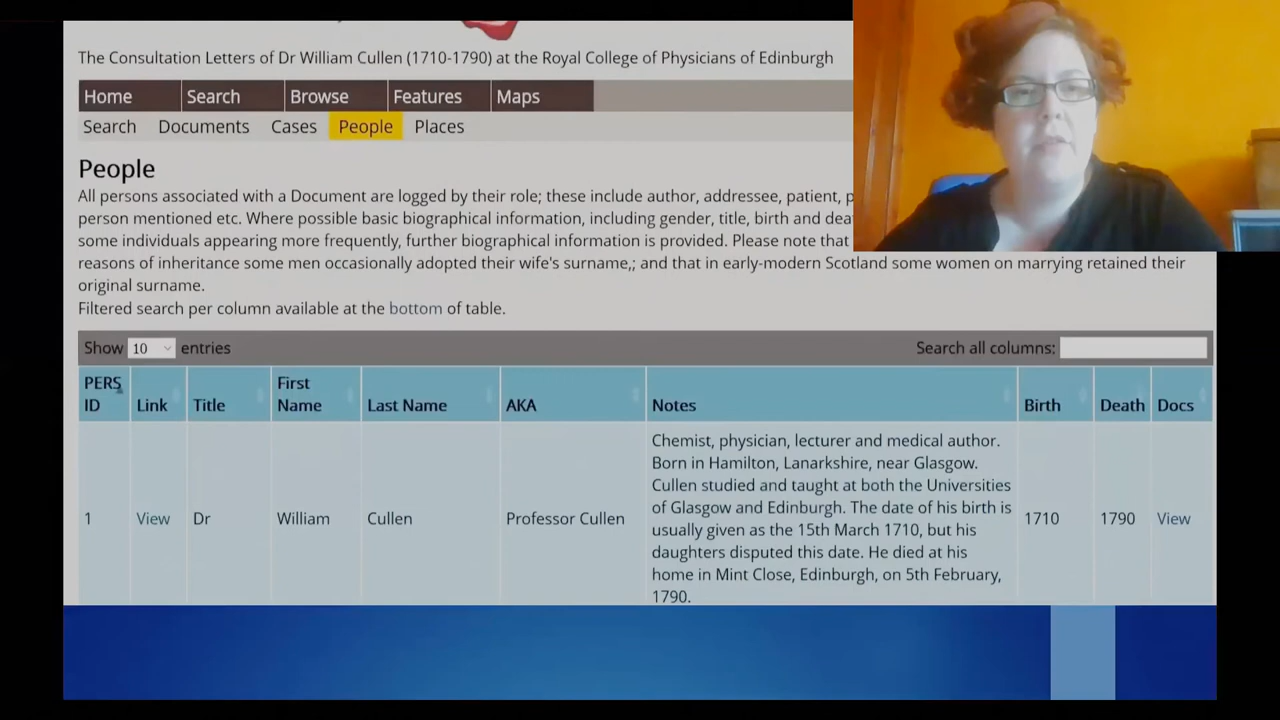 The Consultation Letters of Dr William Cullen (1710-1790) at the Royal College of Physicians of Edinburgh
Home Search Browse Features Maps
Search Documents Cases People Places
People
All persons associated with a Document are logged by their role; these include author, addressee, patient,
person mentioned etc. Where possible basic biographical information, including gender, title, birth and
some individuals appearing more frequently, further biographical information is provided. Please note that
reasons of inheritance some men occasionally adopted their wife's surname,; and that in early-modern Scotland some women on marrying retained their
original surname.
Filtered search per column available at the bottom of table.
Show 10 entries Search all columns:
PERS ID Link Title First Name Last Name AKA Notes Birth Death Docs
1 View Dr William Cullen Professor Cullen
Chemist, physician, lecturer and medical author.
Born in Hamilton, Lanarkshire, near Glasgow.
Cullen studied and taught at both the Universities
of Glasgow and Edinburgh. The date of his birth is
usually given as the 15th March 1710, but his
daughters disputed this date. He died at his
home in Mint Close, Edinburgh, on 5th February,
1790.
1710 1790 View